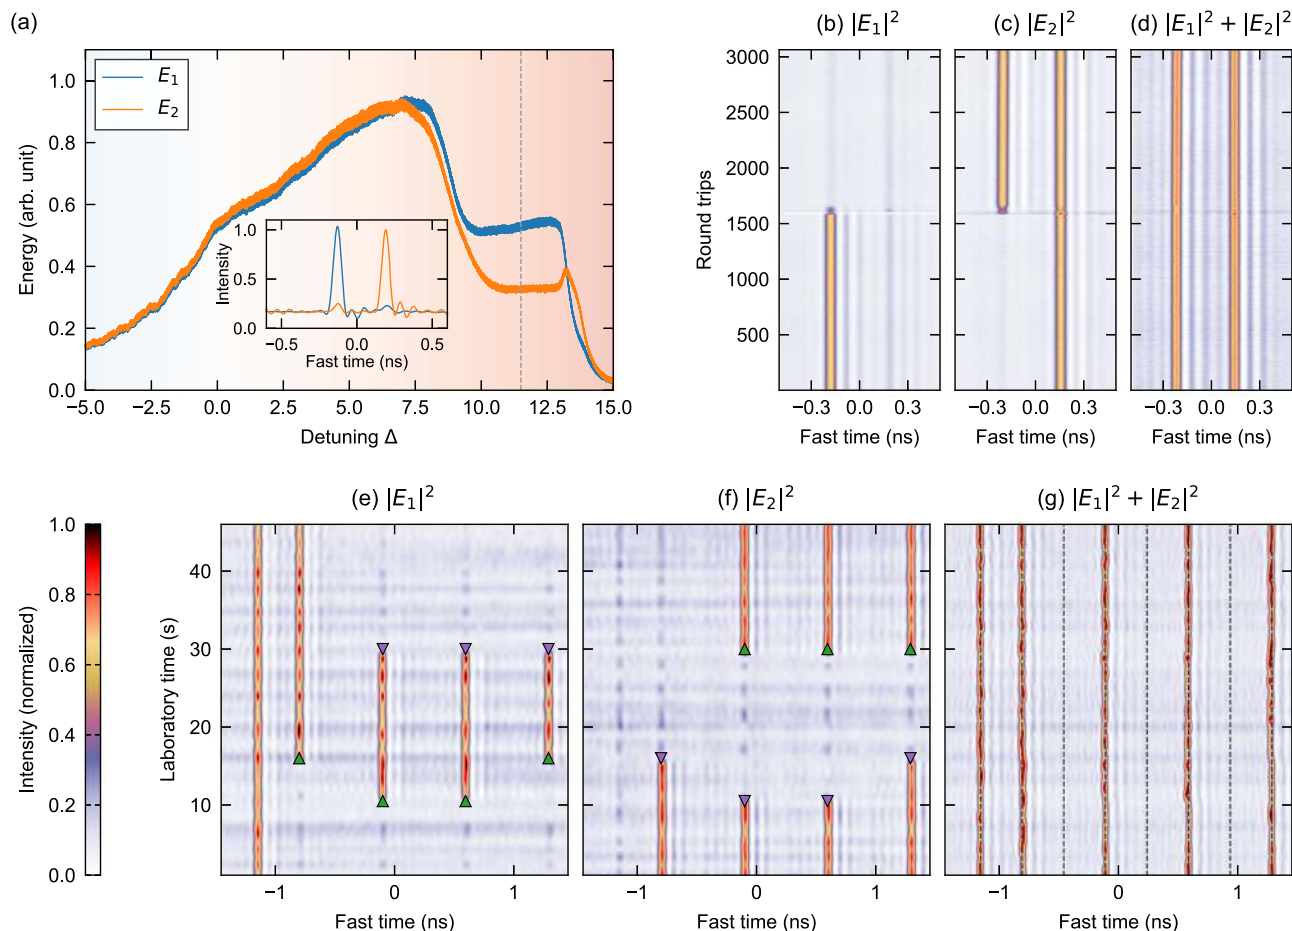 (a)
1.0
0.8
0.6
0.4
0.2
0.0
Energy (arb. unit)
E₁
E₂
−5.0 −2.5 0.0 2.5 5.0 7.5 10.0 12.5 15.0
Detuning Δ
1.0
0.5
0.0
Intensity
−0.5 0.0 0.5
Fast time (ns)
(b) |E₁|²
(c) |E₂|²
(d) |E₁|² + |E₂|²
3000
2500
2000
1500
1000
500
Round trips
−0.3 0.0 0.3
Fast time (ns)
−0.3 0.0 0.3
Fast time (ns)
−0.3 0.0 0.3
Fast time (ns)
1.0
0.8
0.6
0.4
0.2
0.0
Intensity (normalized)
(e) |E₁|²
(f) |E₂|²
(g) |E₁|² + |E₂|²
40
30
20
10
Laboratory time (s)
−1 0 1
Fast time (ns)
−1 0 1
Fast time (ns)
−1 0 1
Fast time (ns)